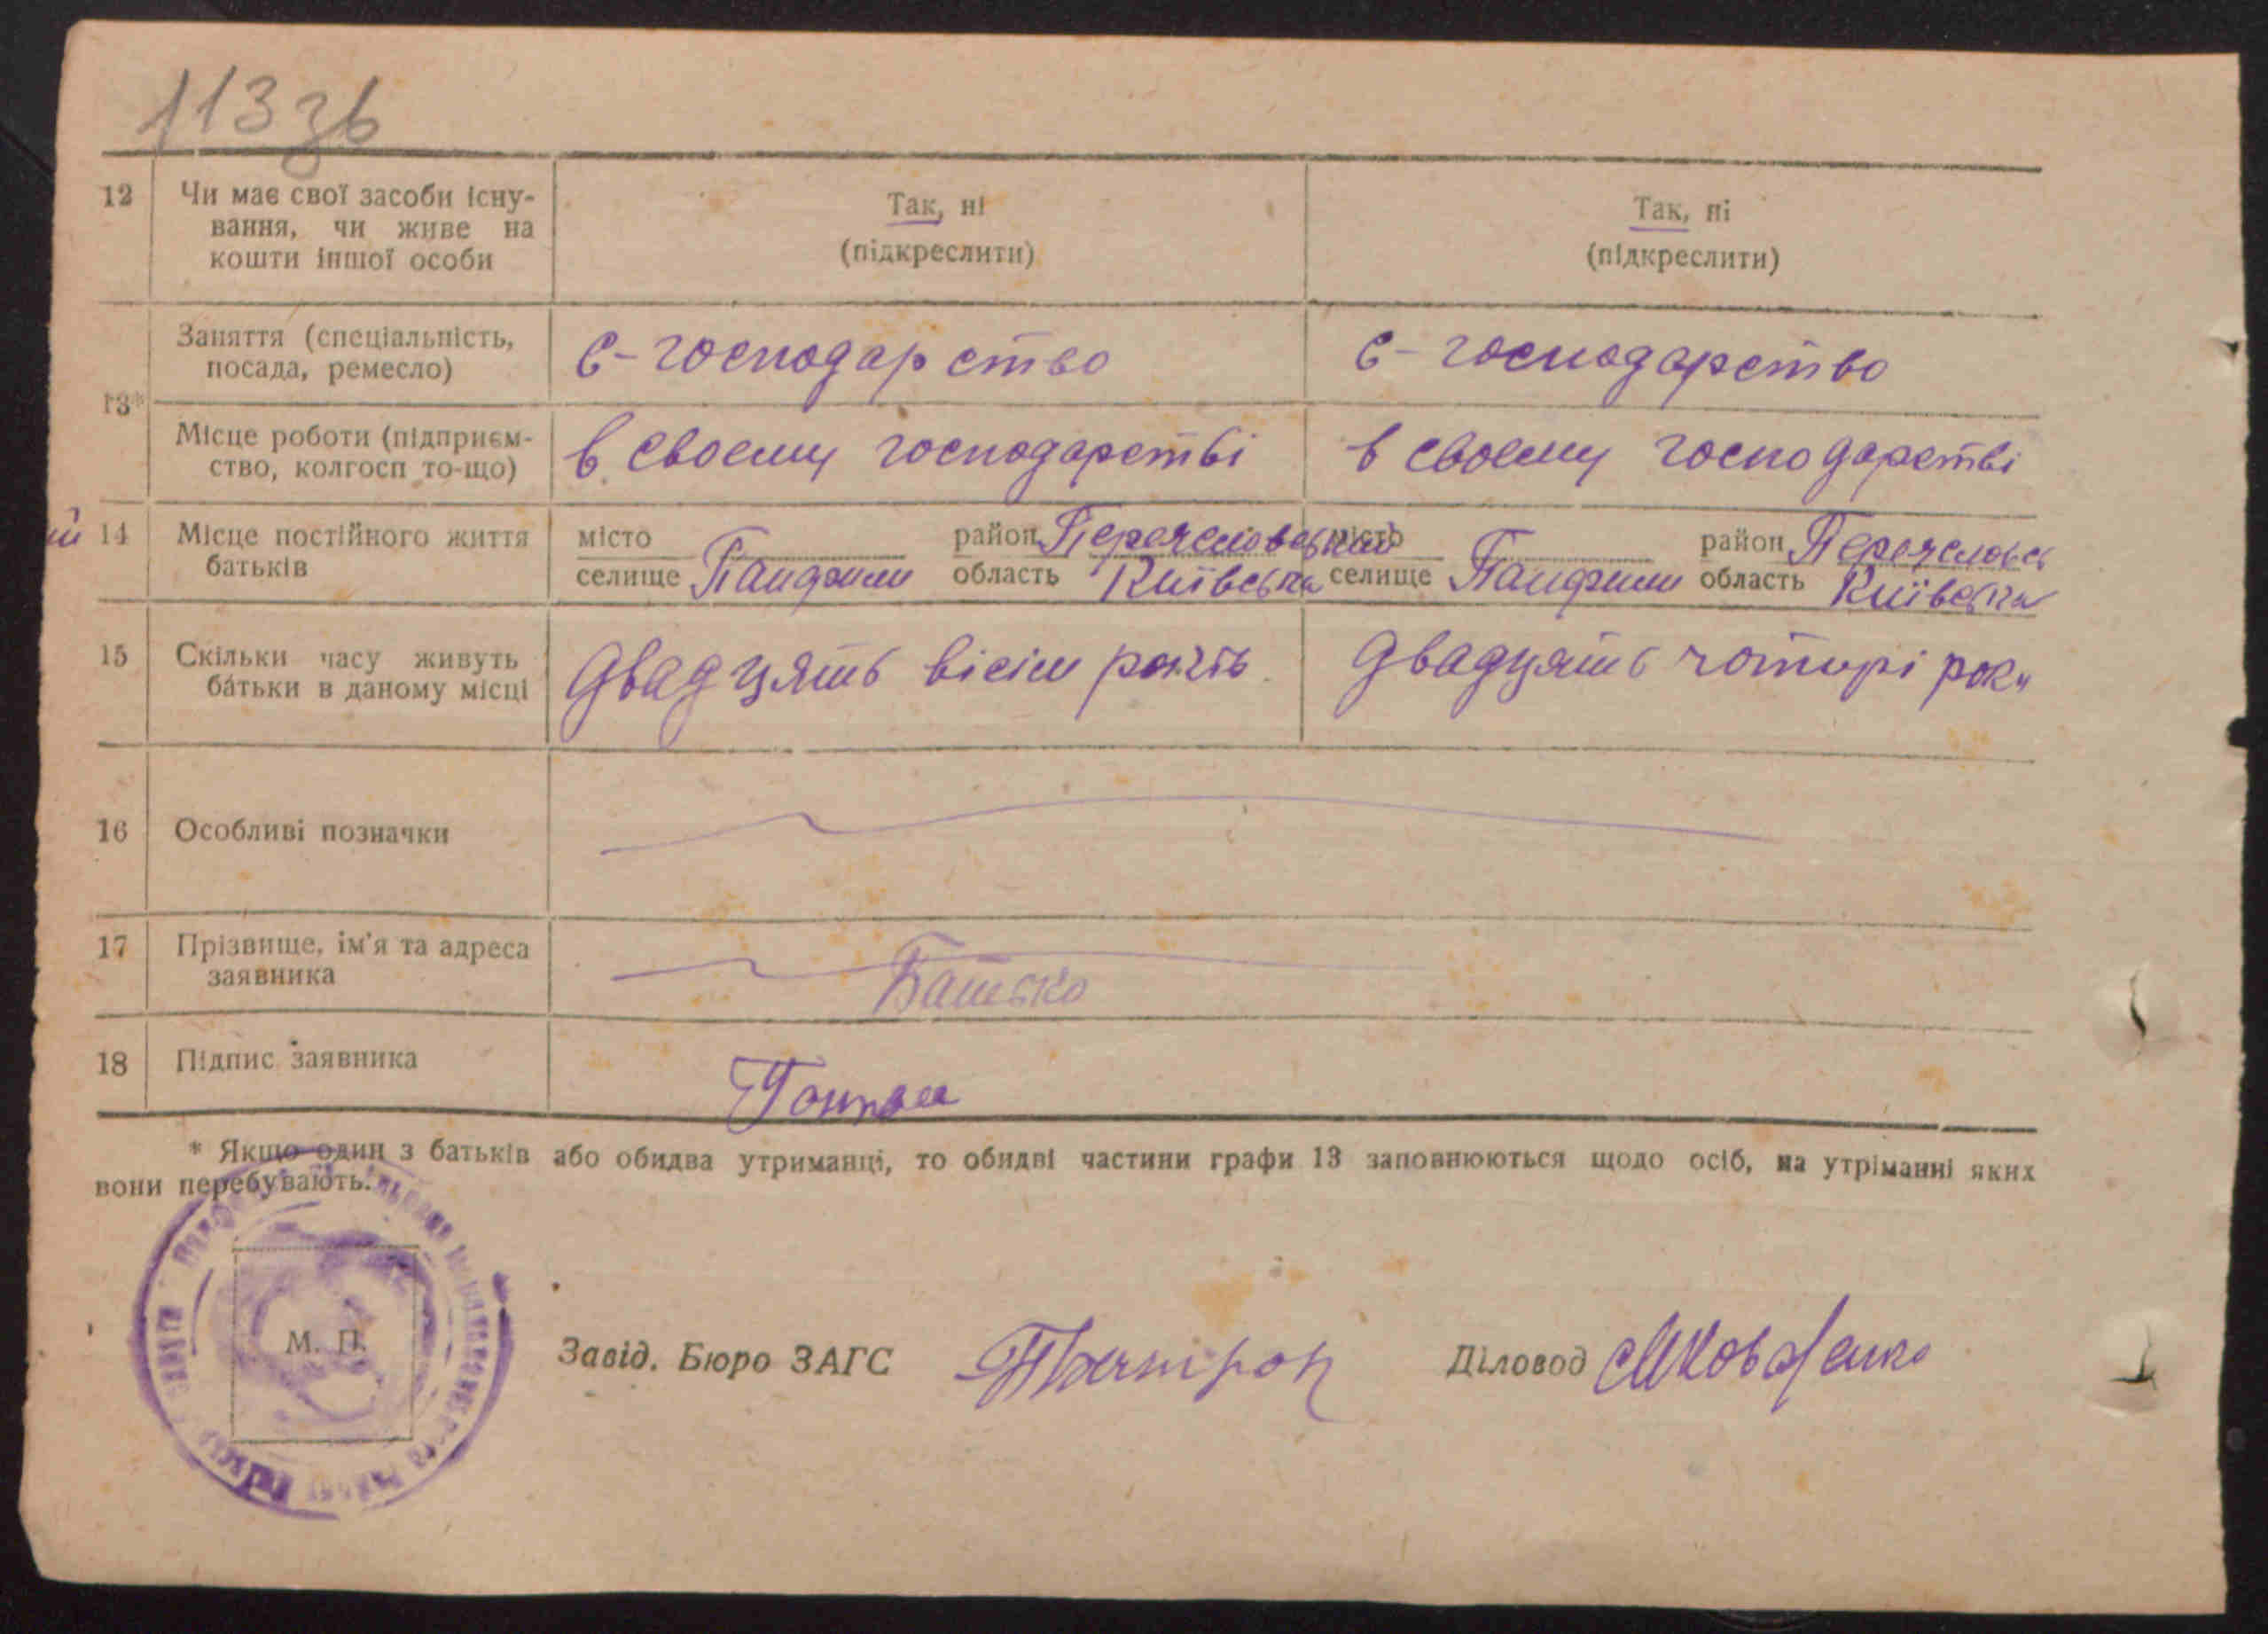 113 зв
12 Чи має свої засоби існу-
вання, чи живе на
кошти іншої особи
Так, ні
(підкреслити)
Так, ні
(підкреслити)
13*
Заняття (спеціальність,
посада, ремесло)
с-господарство
с-господарство
Місце роботи (підприєм-
ство, колгосп то-що)
в своєму господарстві
в своєму господарстві
14 Місце постійного життя
батьків
місто
селище Панфили
район
область Київська
місто
селище Панфили
район
область Київська
15 Скільки часу живуть
батьки в даному місці
Двадцять вісім років
Двадцять чотирі роки
16 Особливі позначки
17 Прізвище, ім'я та адреса
заявника
Батько
18 Підпис заявника
* Якщо один з батьків або обидва утриманці, то обидві частини графи 13 заповнюються щодо осіб, на утріманні яких
вони перебувають.
М. П.
Завід. Бюро ЗАГС
Діловод